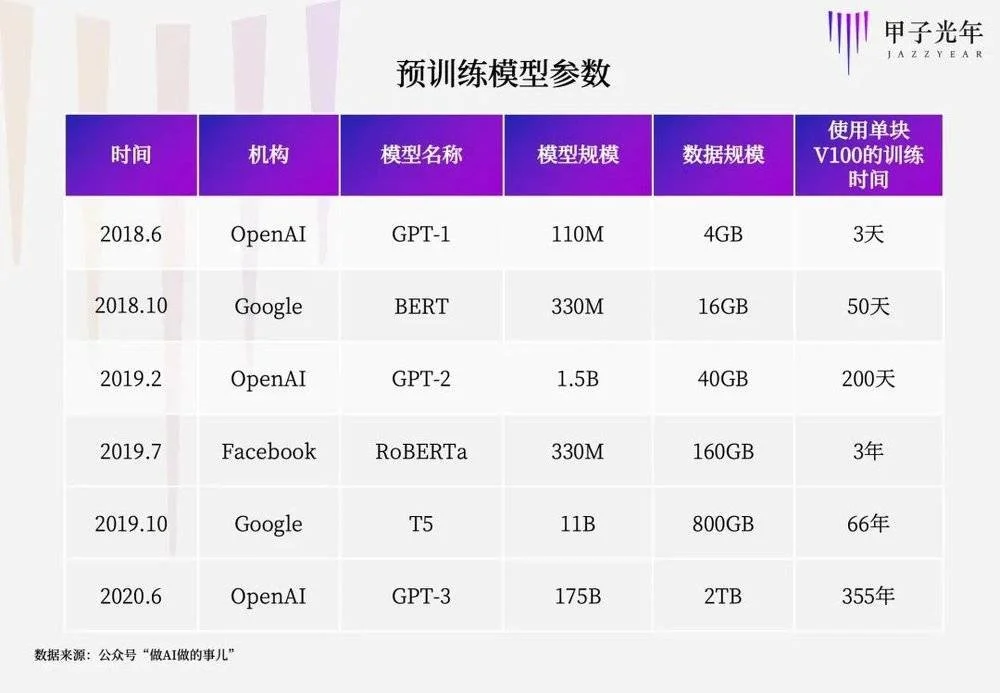 甲子光年
JAZZYEAR
预训练模型参数
时间 机构 模型名称 模型规模 数据规模 使用单块
V100的训练
时间
2018.6 OpenAI GPT-1 110M 4GB 3天
2018.10 Google BERT 330M 16GB 50天
2019.2 OpenAI GPT-2 1.5B 40GB 200天
2019.7 Facebook RoBERTa 330M 160GB 3年
2019.10 Google T5 11B 800GB 66年
2020.6 OpenAI GPT-3 175B 2TB 355年
数据来源：公众号“做AI做的事儿”